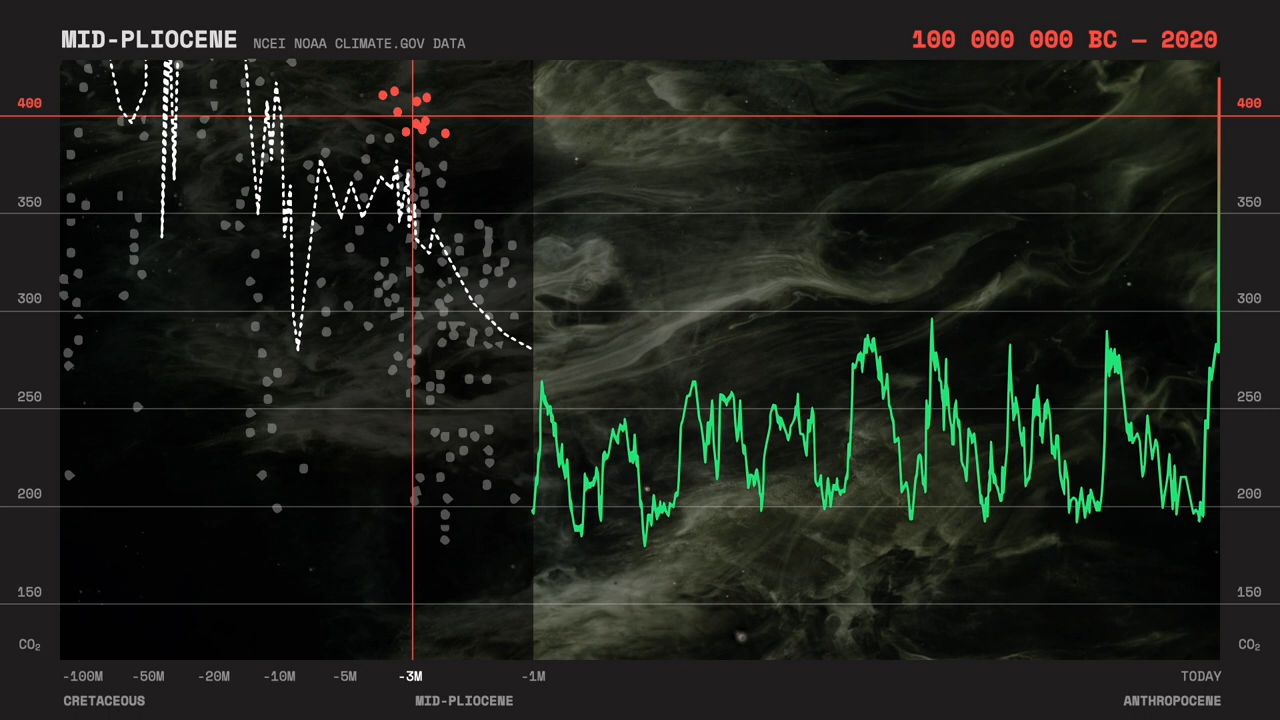 MID-PLIOCENE NCEI NOAA CLIMATE.GOV DATA
100 000 000 BC — 2020
400 400
350 350
300 300
250 250
200 200
150 150
CO₂ CO₂
-100M -50M -20M -10M -5M -3M -1M TODAY
CRETACEOUS MID-PLIOCENE ANTHROPOCENE